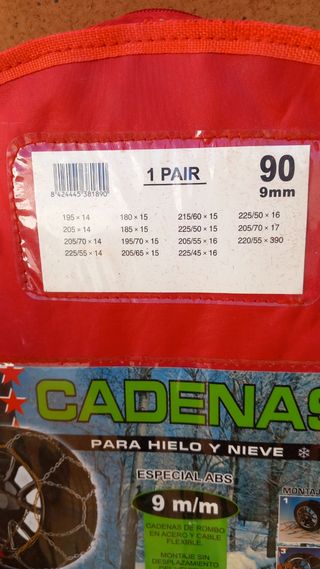 1 PAIR
90
9mm
8 424445 381890
195 × 14 180 × 15 215/60 × 15 225/50 × 16
205 × 14 185 × 15 225/50 × 15 205/70 × 17
205/70 × 14 195/70 × 15 205/55 × 16 220/55 × 390
225/55 × 14 205/65 × 15 225/45 × 16
CADENAS
PARA HIELO Y NIEVE
ESPECIAL ABS
9 m/m
CADENAS DE ROMBO
EN ACERO Y CABLE
FLEXIBLE.
MONTAJE SIN
DESPLAZAMIENTO
MONTAJ
1
3